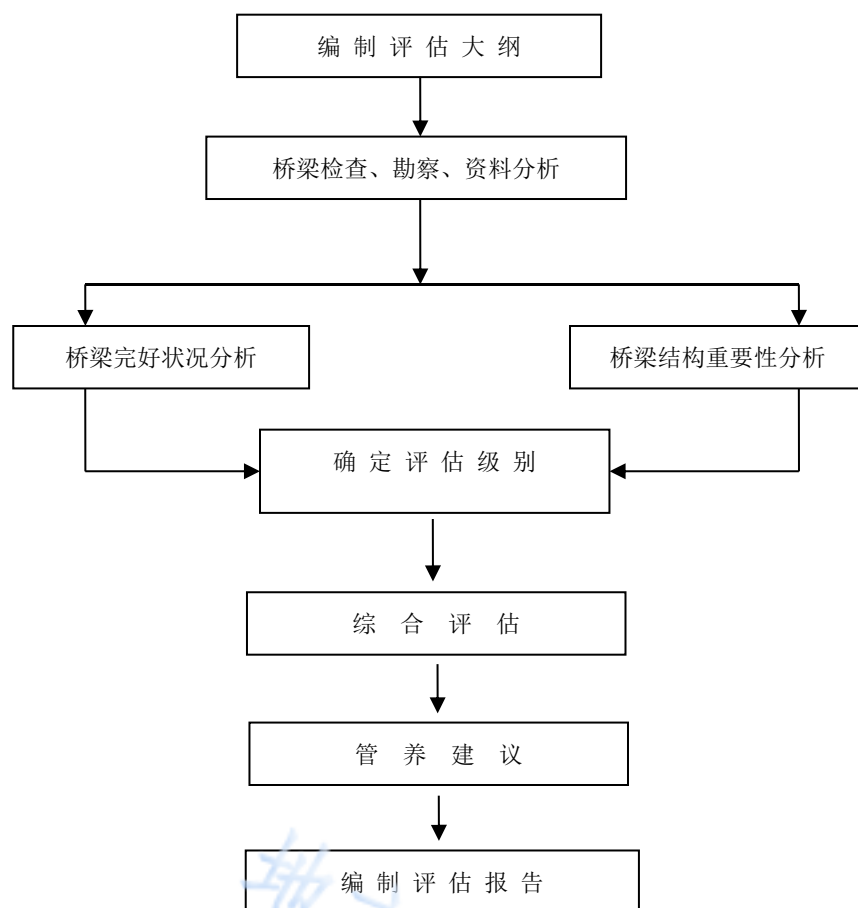 编制评估大纲
桥梁检查、勘察、资料分析
桥梁完好状况分析
桥梁结构重要性分析
确定评估级别
综合评估
管养建议
编制评估报告